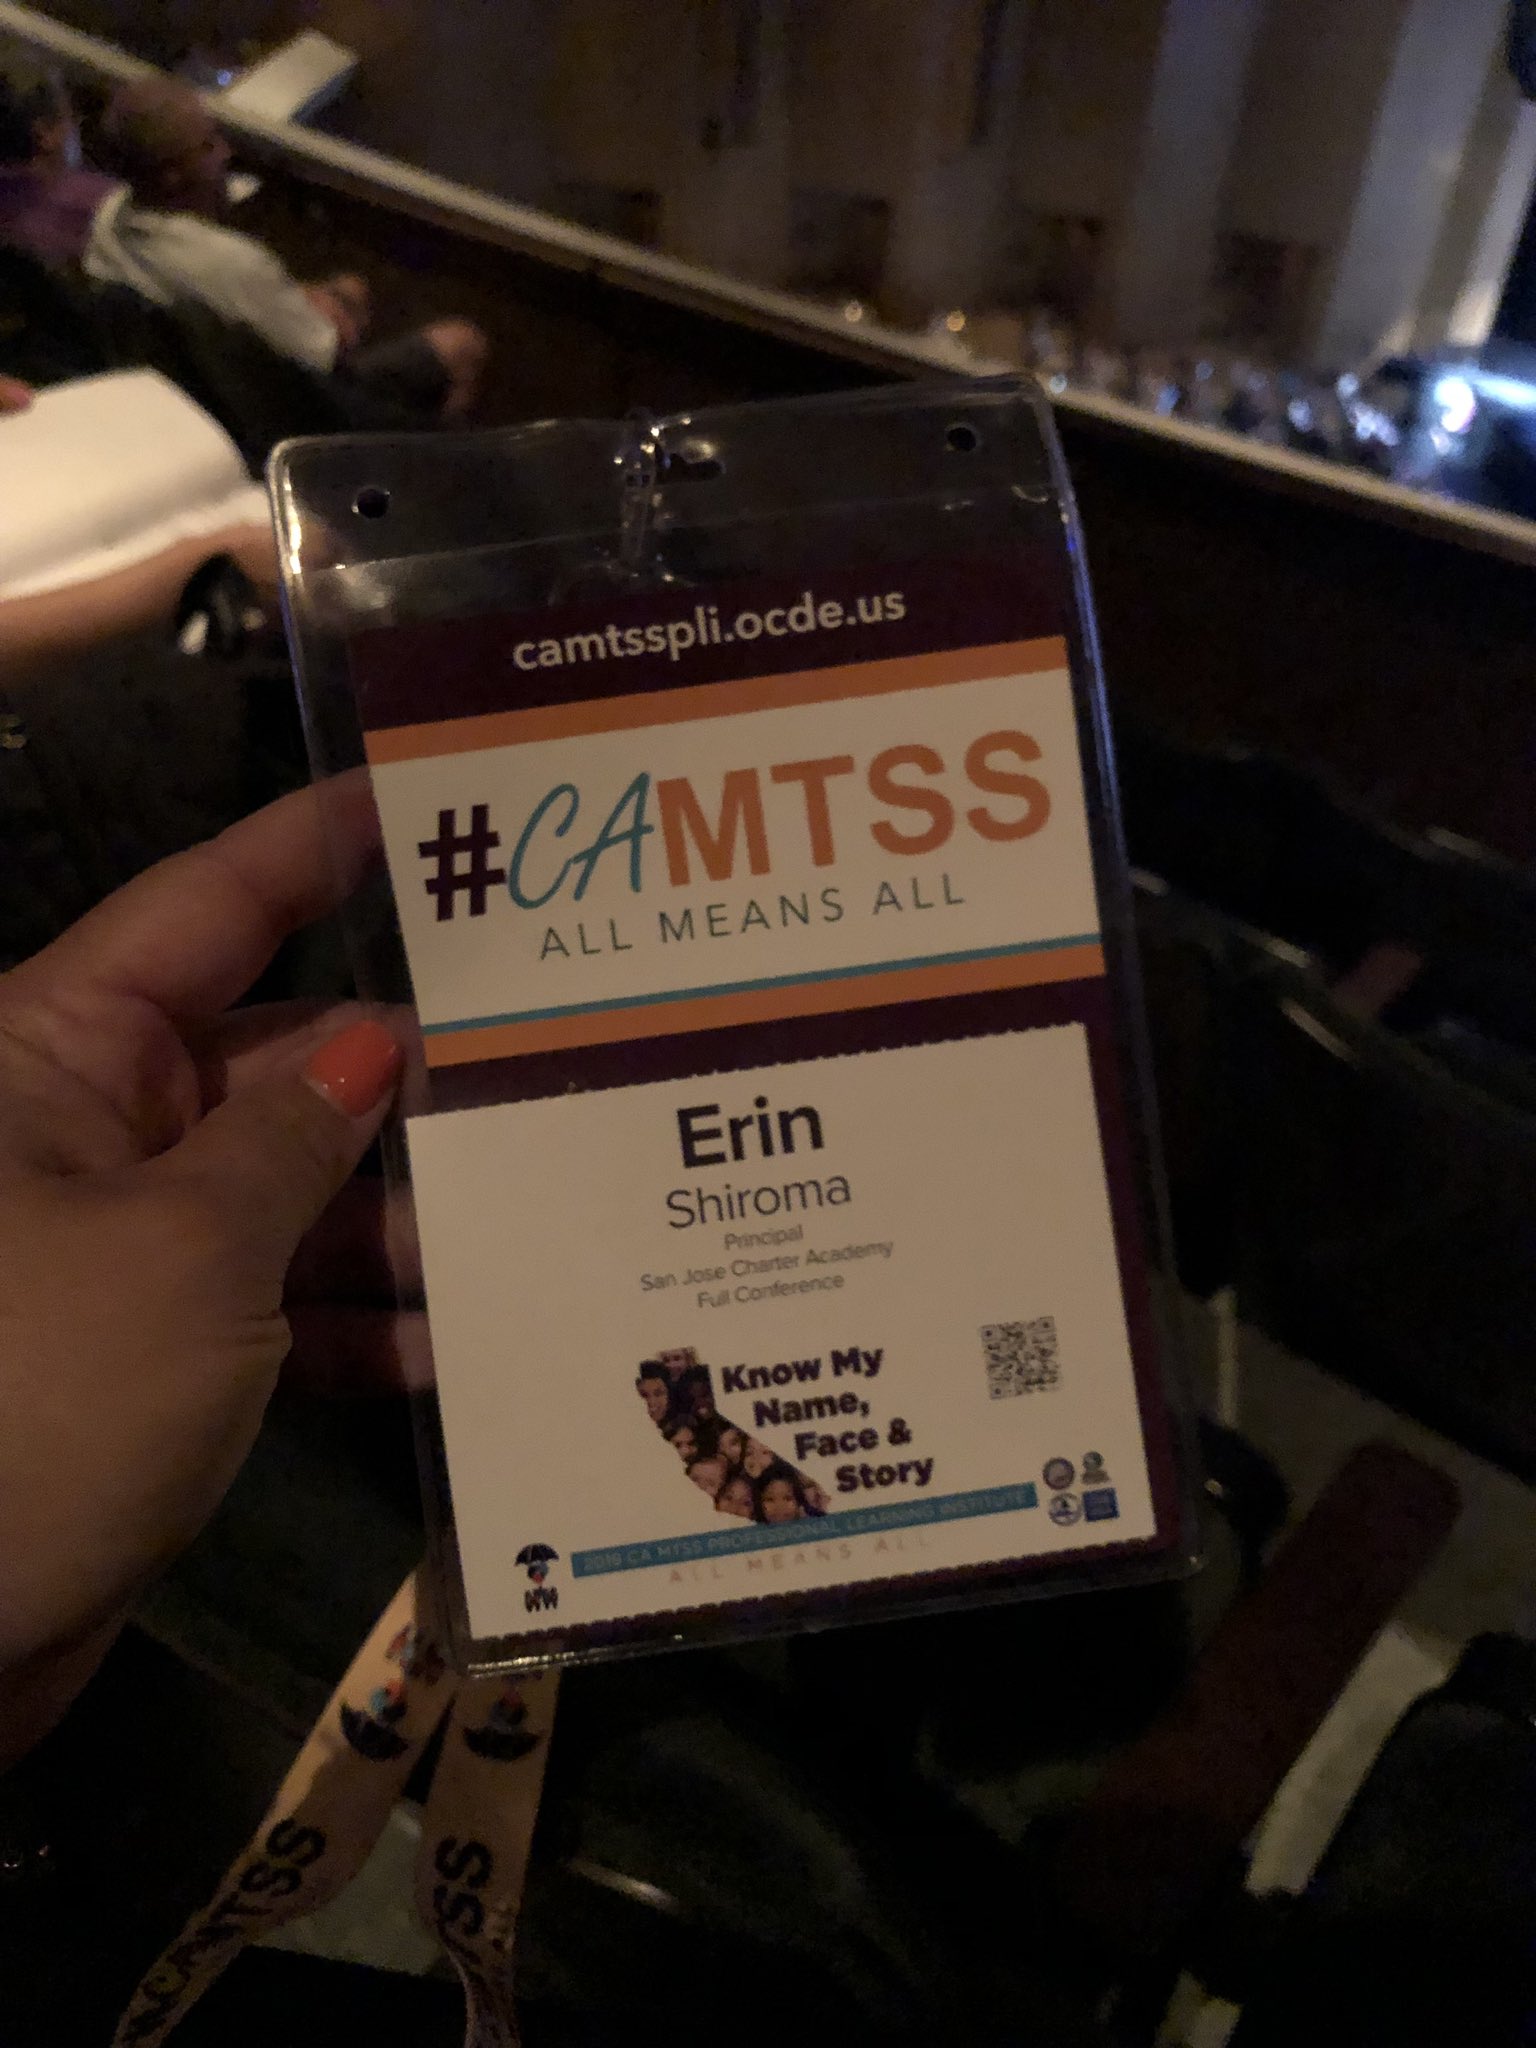 camtsspli.ocde.us
#CAMTSS
ALL MEANS ALL
Erin
Shiroma
Principal
San Jose Charter Academy
Full Conference
Know My
Name,
Face &
Story
2019 CA MTSS PROFESSIONAL LEARNING INSTITUTE
ALL MEANS ALL
#CAMTSS